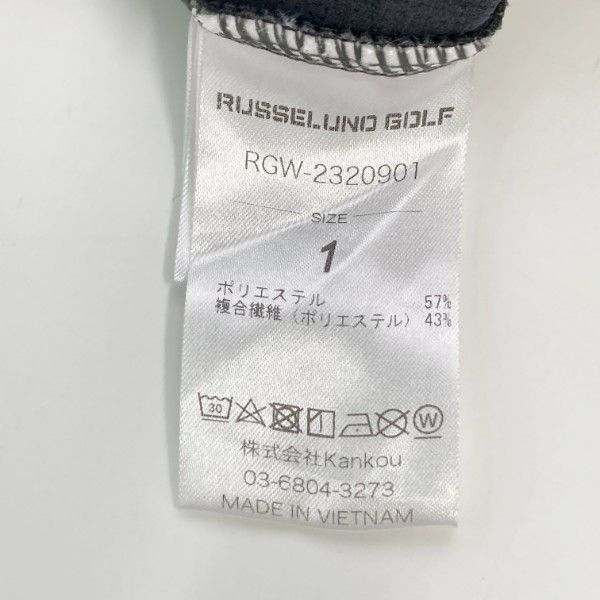 RUSSELUNO GOLF
RGW-2320901
SIZE
1
ポリエステル 57%
複合繊維(ポリエステル) 43%
30 W
株式会社Kankou
03-6804-3273
MADE IN VIETNAM